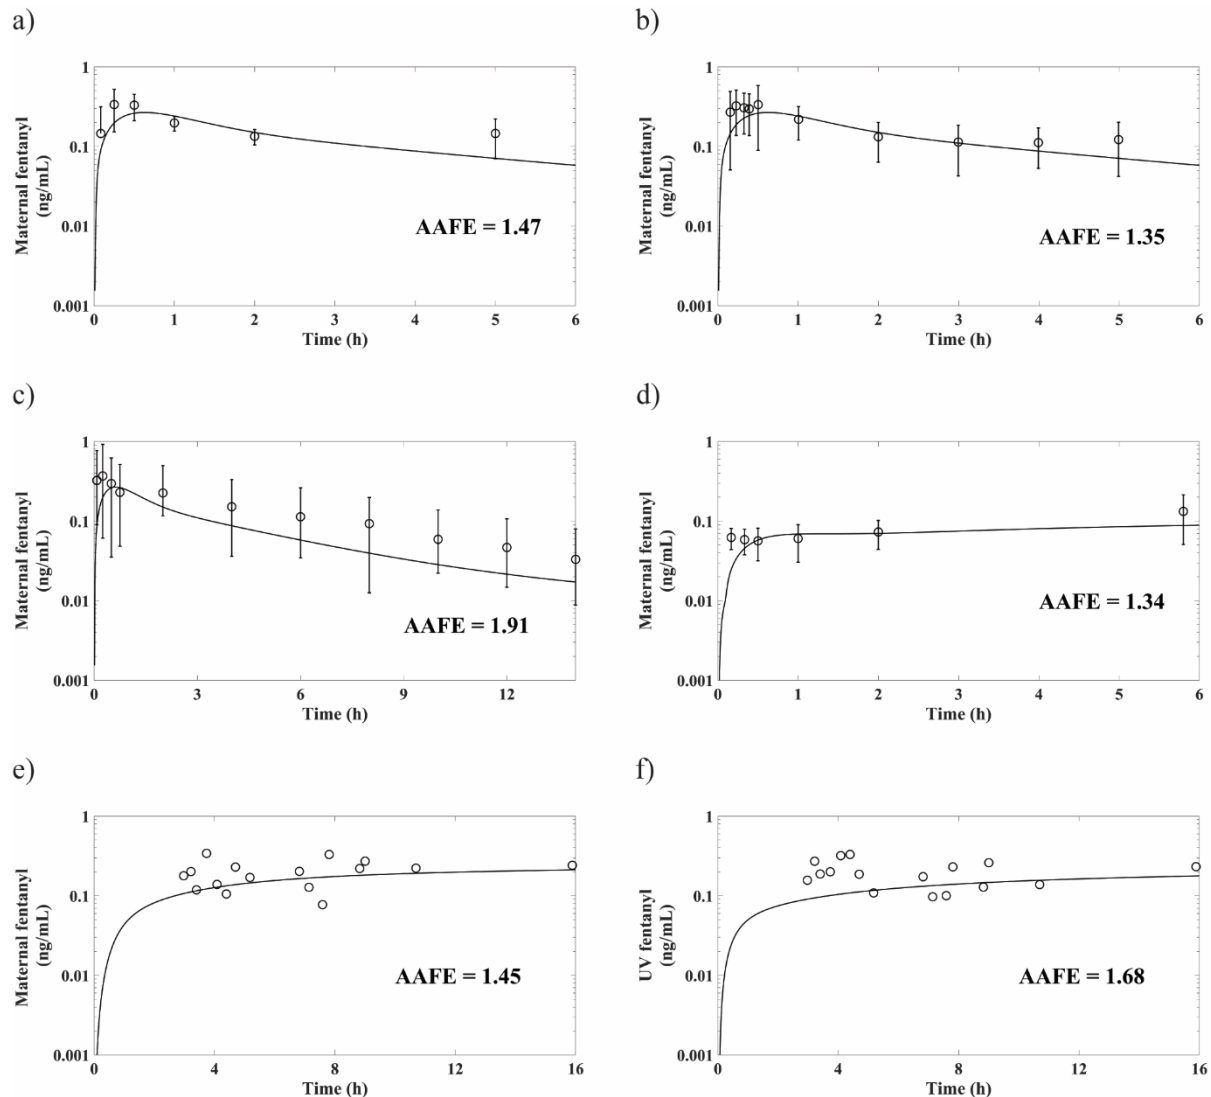 a)
Maternal fentanyl
(ng/mL)
1
0.1
0.01
0.001
AAFE = 1.47
0 1 2 3 4 5 6
Time (h)
b)
Maternal fentanyl
(ng/mL)
1
0.1
0.01
0.001
AAFE = 1.35
0 1 2 3 4 5 6
Time (h)
c)
Maternal fentanyl
(ng/mL)
1
0.1
0.01
0.001
AAFE = 1.91
0 3 6 9 12
Time (h)
d)
Maternal fentanyl
(ng/mL)
1
0.1
0.01
0.001
AAFE = 1.34
0 1 2 3 4 5 6
Time (h)
e)
Maternal fentanyl
(ng/mL)
1
0.1
0.01
0.001
AAFE = 1.45
0 4 8 12 16
Time (h)
f)
UV fentanyl
(ng/mL)
1
0.1
0.01
0.001
AAFE = 1.68
0 4 8 12 16
Time (h)